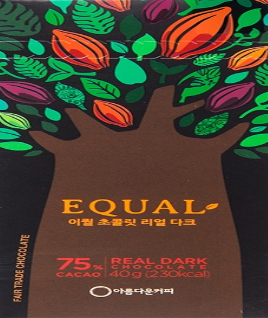 EQUAL
이퀄 초콜릿 리얼 다크
75% CACAO
REAL DARK
CHOCOLATE
40g (230kcal)
아름다운커피
FAIR TRADE CHOCOLATE